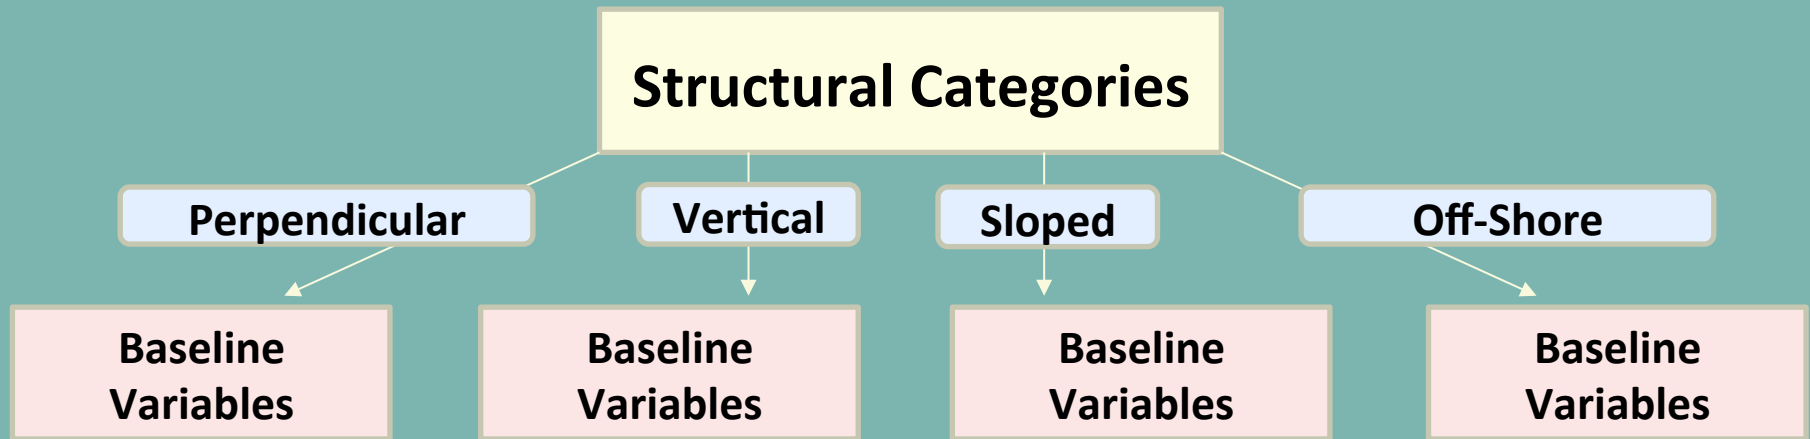 Structural Categories
Perpendicular
Vertical
Sloped
Off-Shore
Baseline
Variables
Baseline
Variables
Baseline
Variables
Baseline
Variables